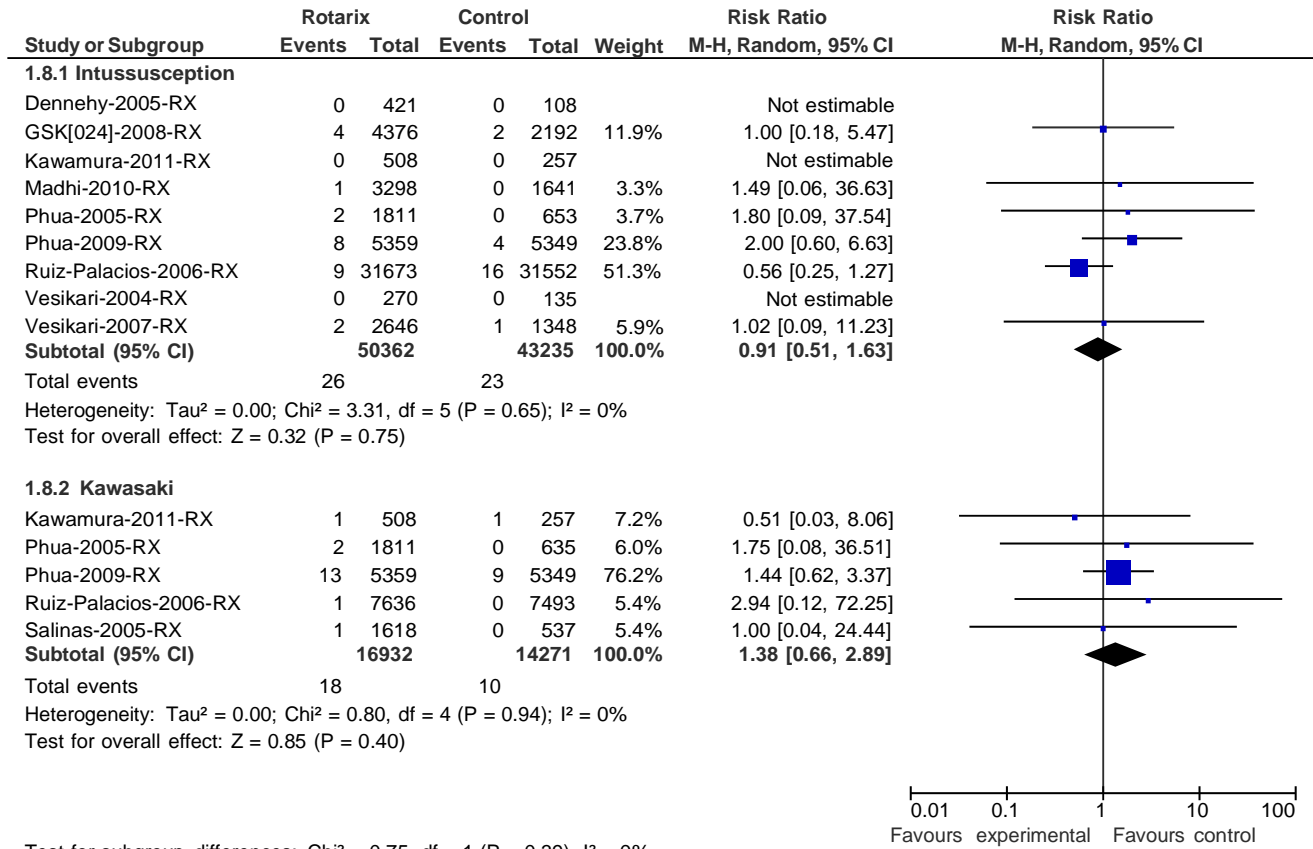 Rotarix Control Risk Ratio Risk Ratio
Study or Subgroup Events Total Events Total Weight M-H, Random, 95% CI M-H, Random, 95% CI
1.8.1 Intussusception
Dennehy-2005-RX 0 421 0 108 Not estimable
GSK[024]-2008-RX 4 4376 2 2192 11.9% 1.00 [0.18, 5.47]
Kawamura-2011-RX 0 508 0 257 Not estimable
Madhi-2010-RX 1 3298 0 1641 3.3% 1.49 [0.06, 36.63]
Phua-2005-RX 2 1811 0 653 3.7% 1.80 [0.09, 37.54]
Phua-2009-RX 8 5359 4 5349 23.8% 2.00 [0.60, 6.63]
Ruiz-Palacios-2006-RX 9 31673 16 31552 51.3% 0.56 [0.25, 1.27]
Vesikari-2004-RX 0 270 0 135 Not estimable
Vesikari-2007-RX 2 2646 1 1348 5.9% 1.02 [0.09, 11.23]
Subtotal (95% CI) 50362 43235 100.0% 0.91 [0.51, 1.63]
Total events 26 23
Heterogeneity: Tau² = 0.00; Chi² = 3.31, df = 5 (P = 0.65); I² = 0%
Test for overall effect: Z = 0.32 (P = 0.75)
1.8.2 Kawasaki
Kawamura-2011-RX 1 508 1 257 7.2% 0.51 [0.03, 8.06]
Phua-2005-RX 2 1811 0 635 6.0% 1.75 [0.08, 36.51]
Phua-2009-RX 13 5359 9 5349 76.2% 1.44 [0.62, 3.37]
Ruiz-Palacios-2006-RX 1 7636 0 7493 5.4% 2.94 [0.12, 72.25]
Salinas-2005-RX 1 1618 0 537 5.4% 1.00 [0.04, 24.44]
Subtotal (95% CI) 16932 14271 100.0% 1.38 [0.66, 2.89]
Total events 18 10
Heterogeneity: Tau² = 0.00; Chi² = 0.80, df = 4 (P = 0.94); I² = 0%
Test for overall effect: Z = 0.85 (P = 0.40)
0.01 0.1 1 10 100
Favours experimental Favours control
Test for subgroup differences: Chi² = 0.75, df = 1 (P =